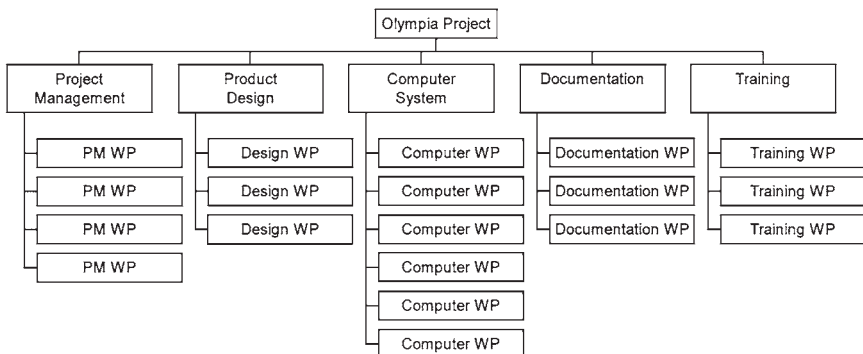 Olympia Project
Project
Management
Product
Design
Computer
System
Documentation
Training
PM WP
PM WP
PM WP
PM WP
Design WP
Design WP
Design WP
Computer WP
Computer WP
Computer WP
Computer WP
Computer WP
Computer WP
Documentation WP
Documentation WP
Documentation WP
Training WP
Training WP
Training WP